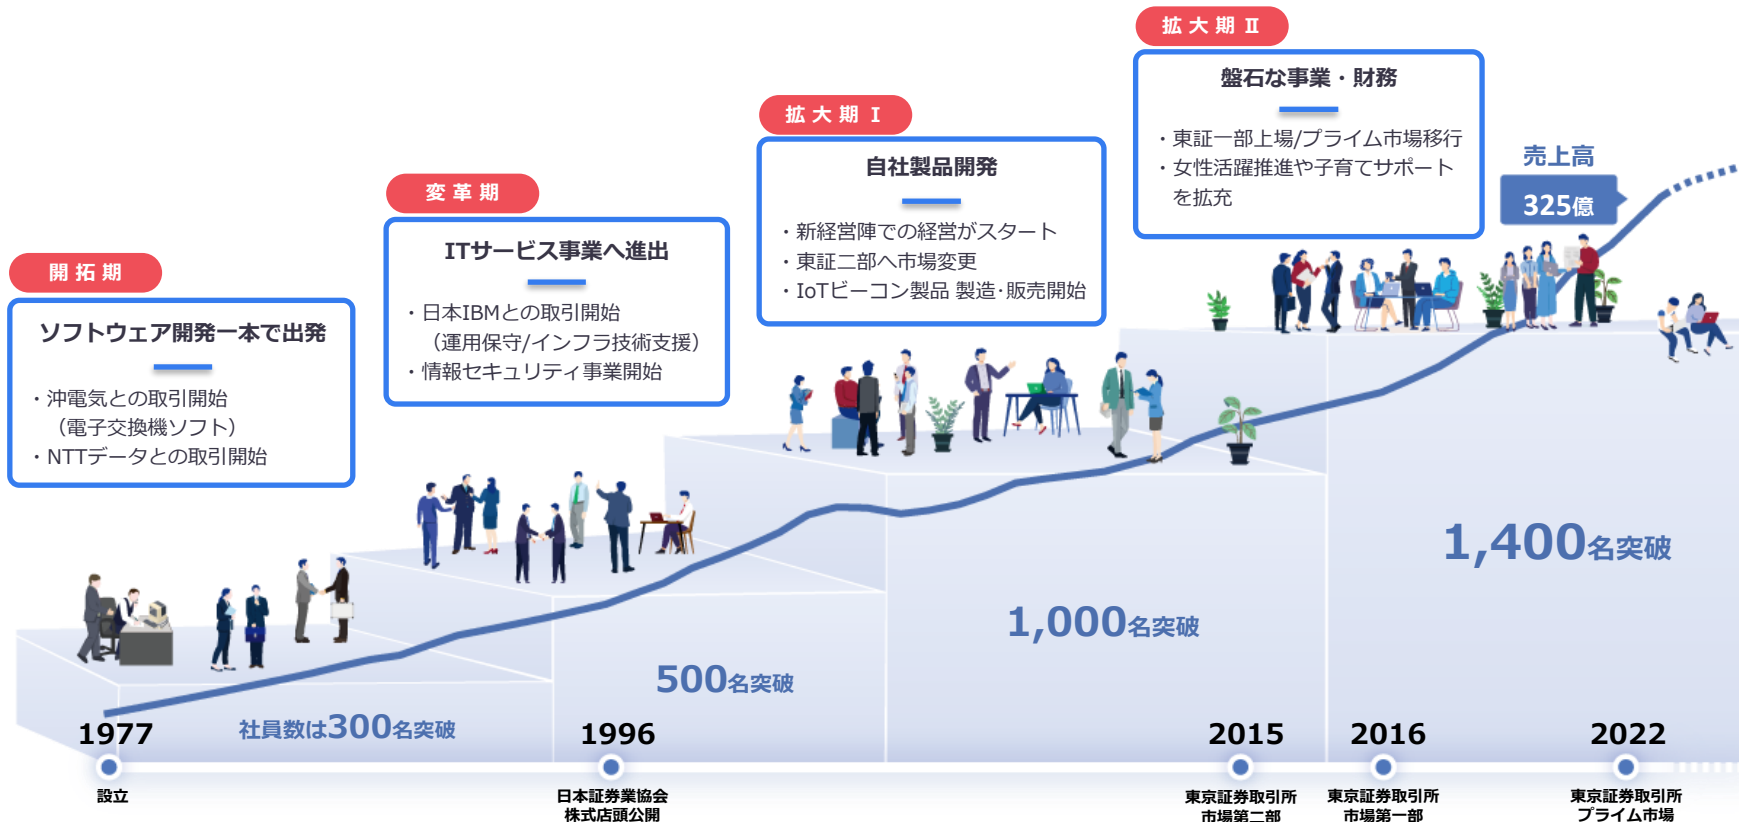 開拓期
ソフトウェア開発一本で出発
・沖電気との取引開始
（電子交換機ソフト）
・NTTデータとの取引開始
変革期
ITサービス事業へ進出
・日本IBMとの取引開始
（運用保守/インフラ技術支援）
・情報セキュリティ事業開始
拡大期 Ⅰ
自社製品開発
・新経営陣での経営がスタート
・東証二部へ市場変更
・IoTビーコン製品 製造･販売開始
拡大期 Ⅱ
盤石な事業・財務
・東証一部上場/プライム市場移行
・女性活躍推進や子育てサポート
を拡充
売上高
325億
社員数は300名突破
500名突破
1,000名突破
1,400名突破
1977
設立
1996
日本証券業協会
株式店頭公開
2015
東京証券取引所
市場第二部
2016
東京証券取引所
市場第一部
2022
東京証券取引所
プライム市場